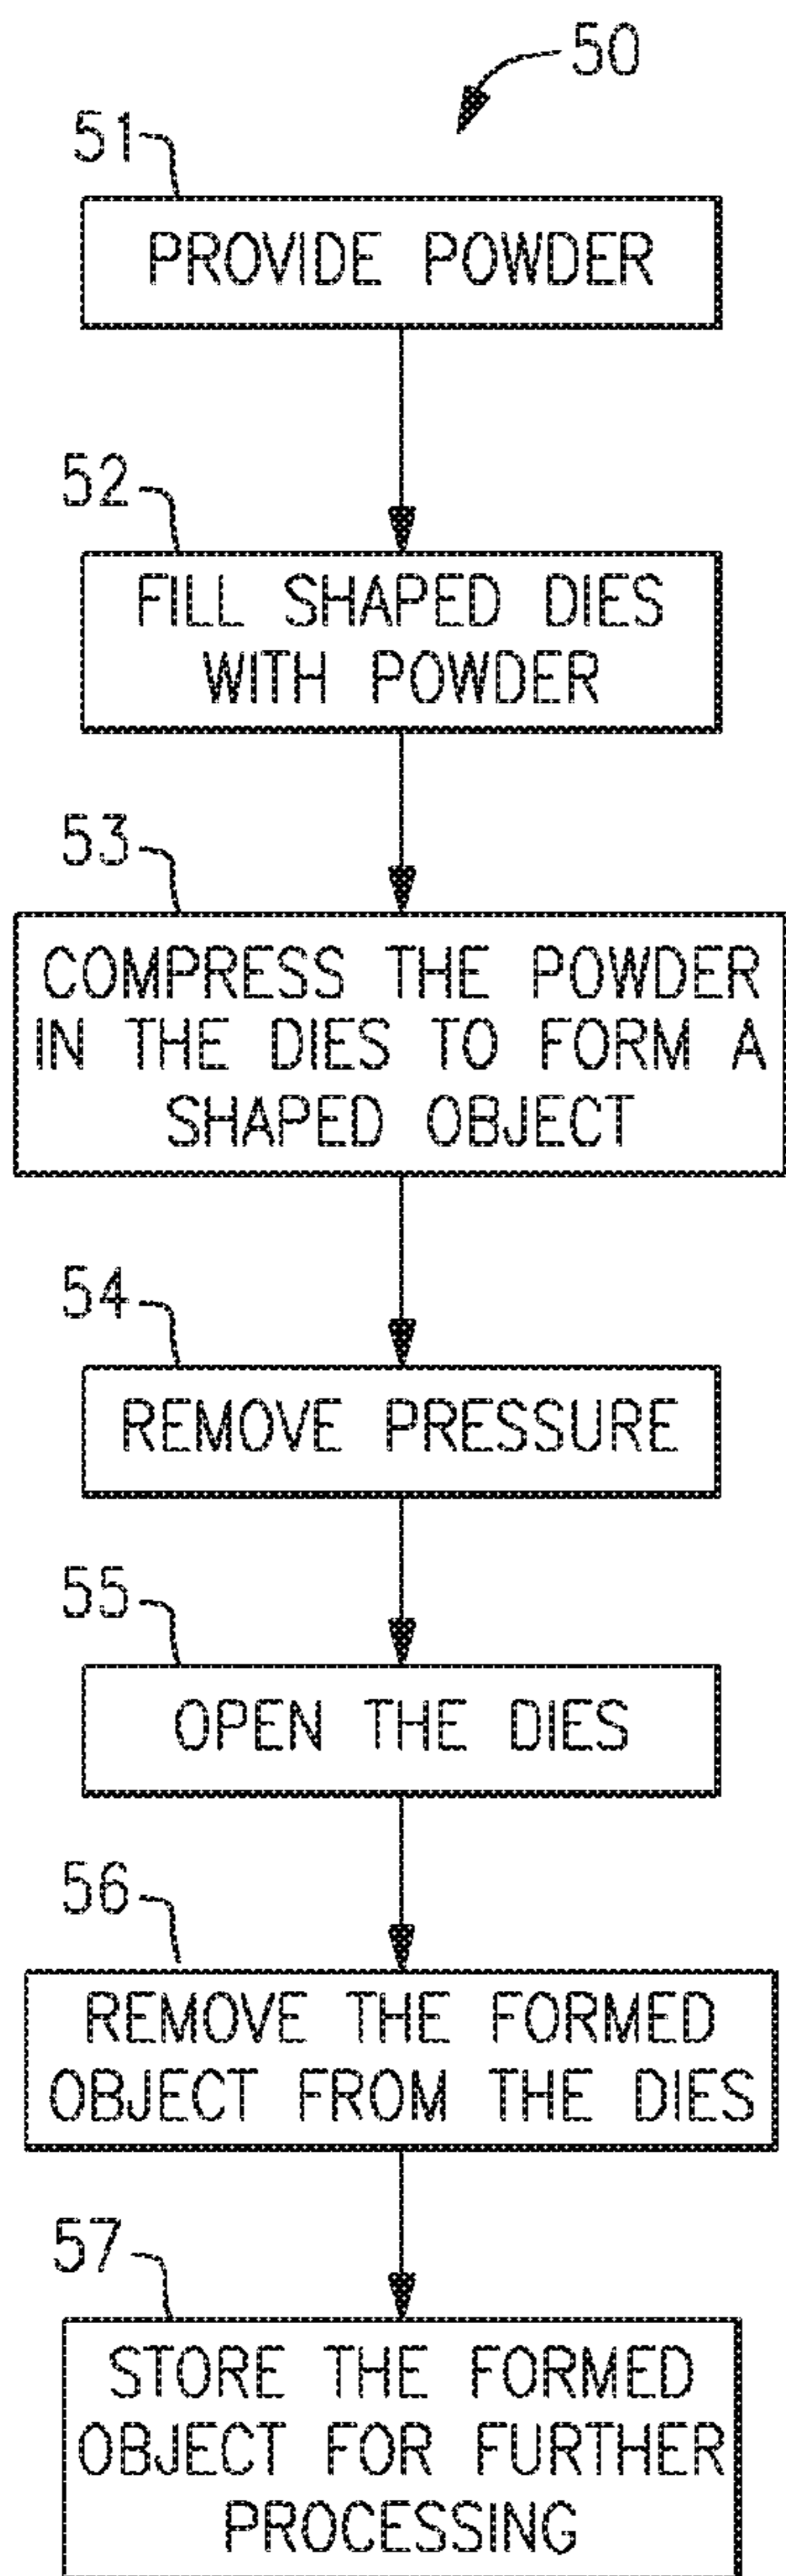 50
51
PROVIDE POWDER
52
FILL SHAPED DIES
WITH POWDER
53
COMPRESS THE POWDER
IN THE DIES TO FORM A
SHAPED OBJECT
54
REMOVE PRESSURE
55
OPEN THE DIES
56
REMOVE THE FORMED
OBJECT FROM THE DIES
57
STORE THE FORMED
OBJECT FOR FURTHER
PROCESSING